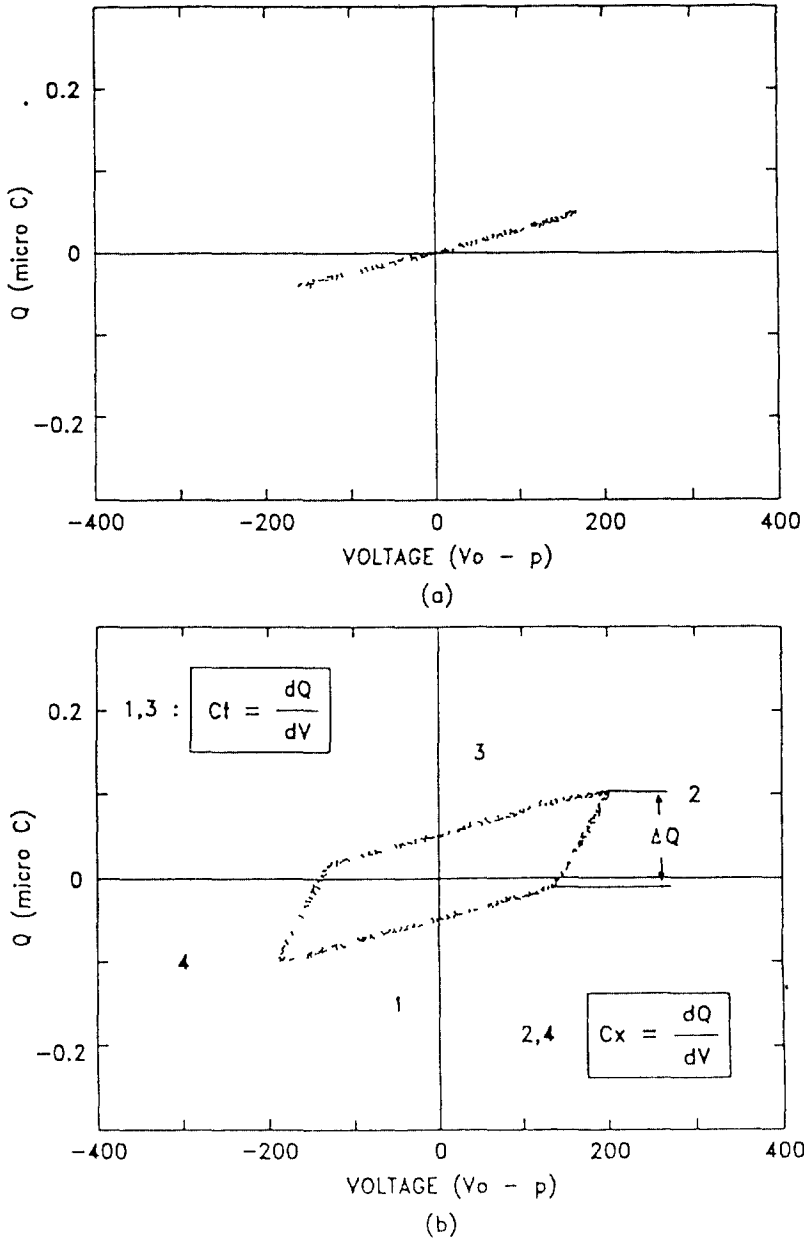 0.2
0
-0.2
Q (micro C)
-400 -200 0 200 400
VOLTAGE (Vo - p)
(a)
1,3 : Ct = dQ
dV
0.2
0
-0.2
Q (micro C)
3
2
ΔQ
4
1
2,4 Cx = dQ
dV
-400 -200 0 200 400
VOLTAGE (Vo - p)
(b)